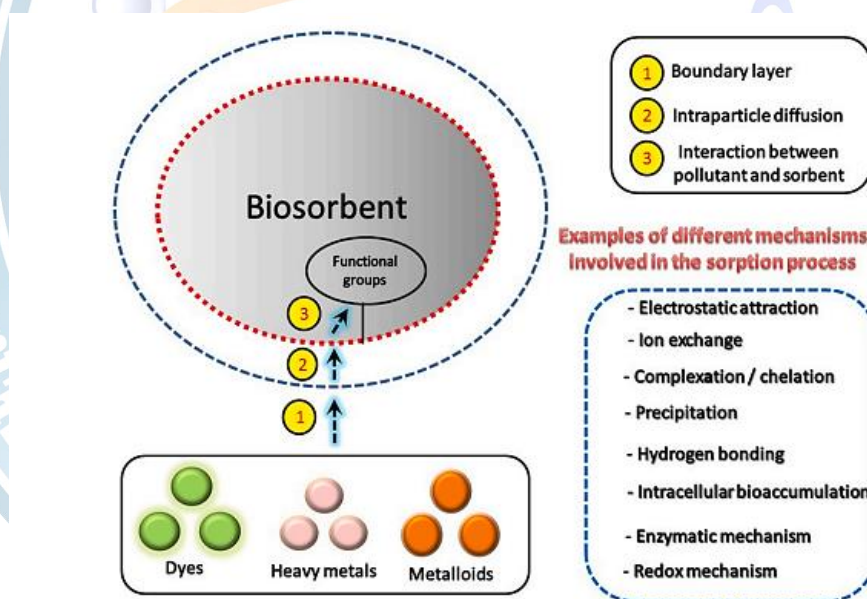 Biosorbent
Functional
groups
3
2
1
Dyes
Heavy metals
Metalloids
1 Boundary layer
2 Intraparticle diffusion
3 Interaction between
pollutant and sorbent
Examples of different mechanisms
involved in the sorption process
- Electrostatic attraction
- Ion exchange
- Complexation / chelation
- Precipitation
- Hydrogen bonding
- Intracellular bioaccumulation
- Enzymatic mechanism
- Redox mechanism